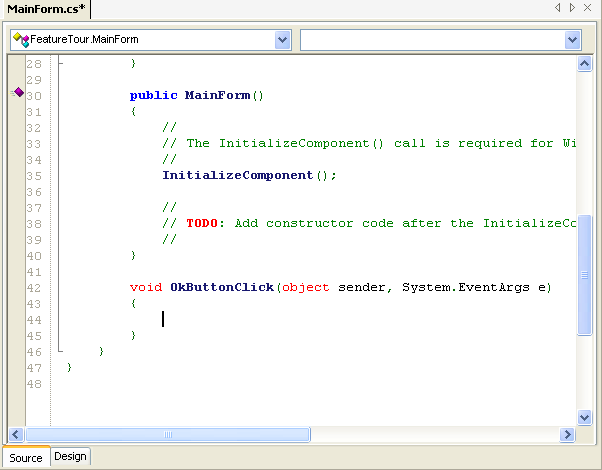 MainForm.cs*
FeatureTour.MainForm
28 }
29
30 public MainForm()
31 {
32 //
33 // The InitializeComponent() call is required for Wi
34 //
35 InitializeComponent();
36
37 //
38 // TODO: Add constructor code after the InitializeCo
39 //
40 }
41
42 void OkButtonClick(object sender, System.EventArgs e)
43 {
44
45 }
46 }
47 }
48
Source Design